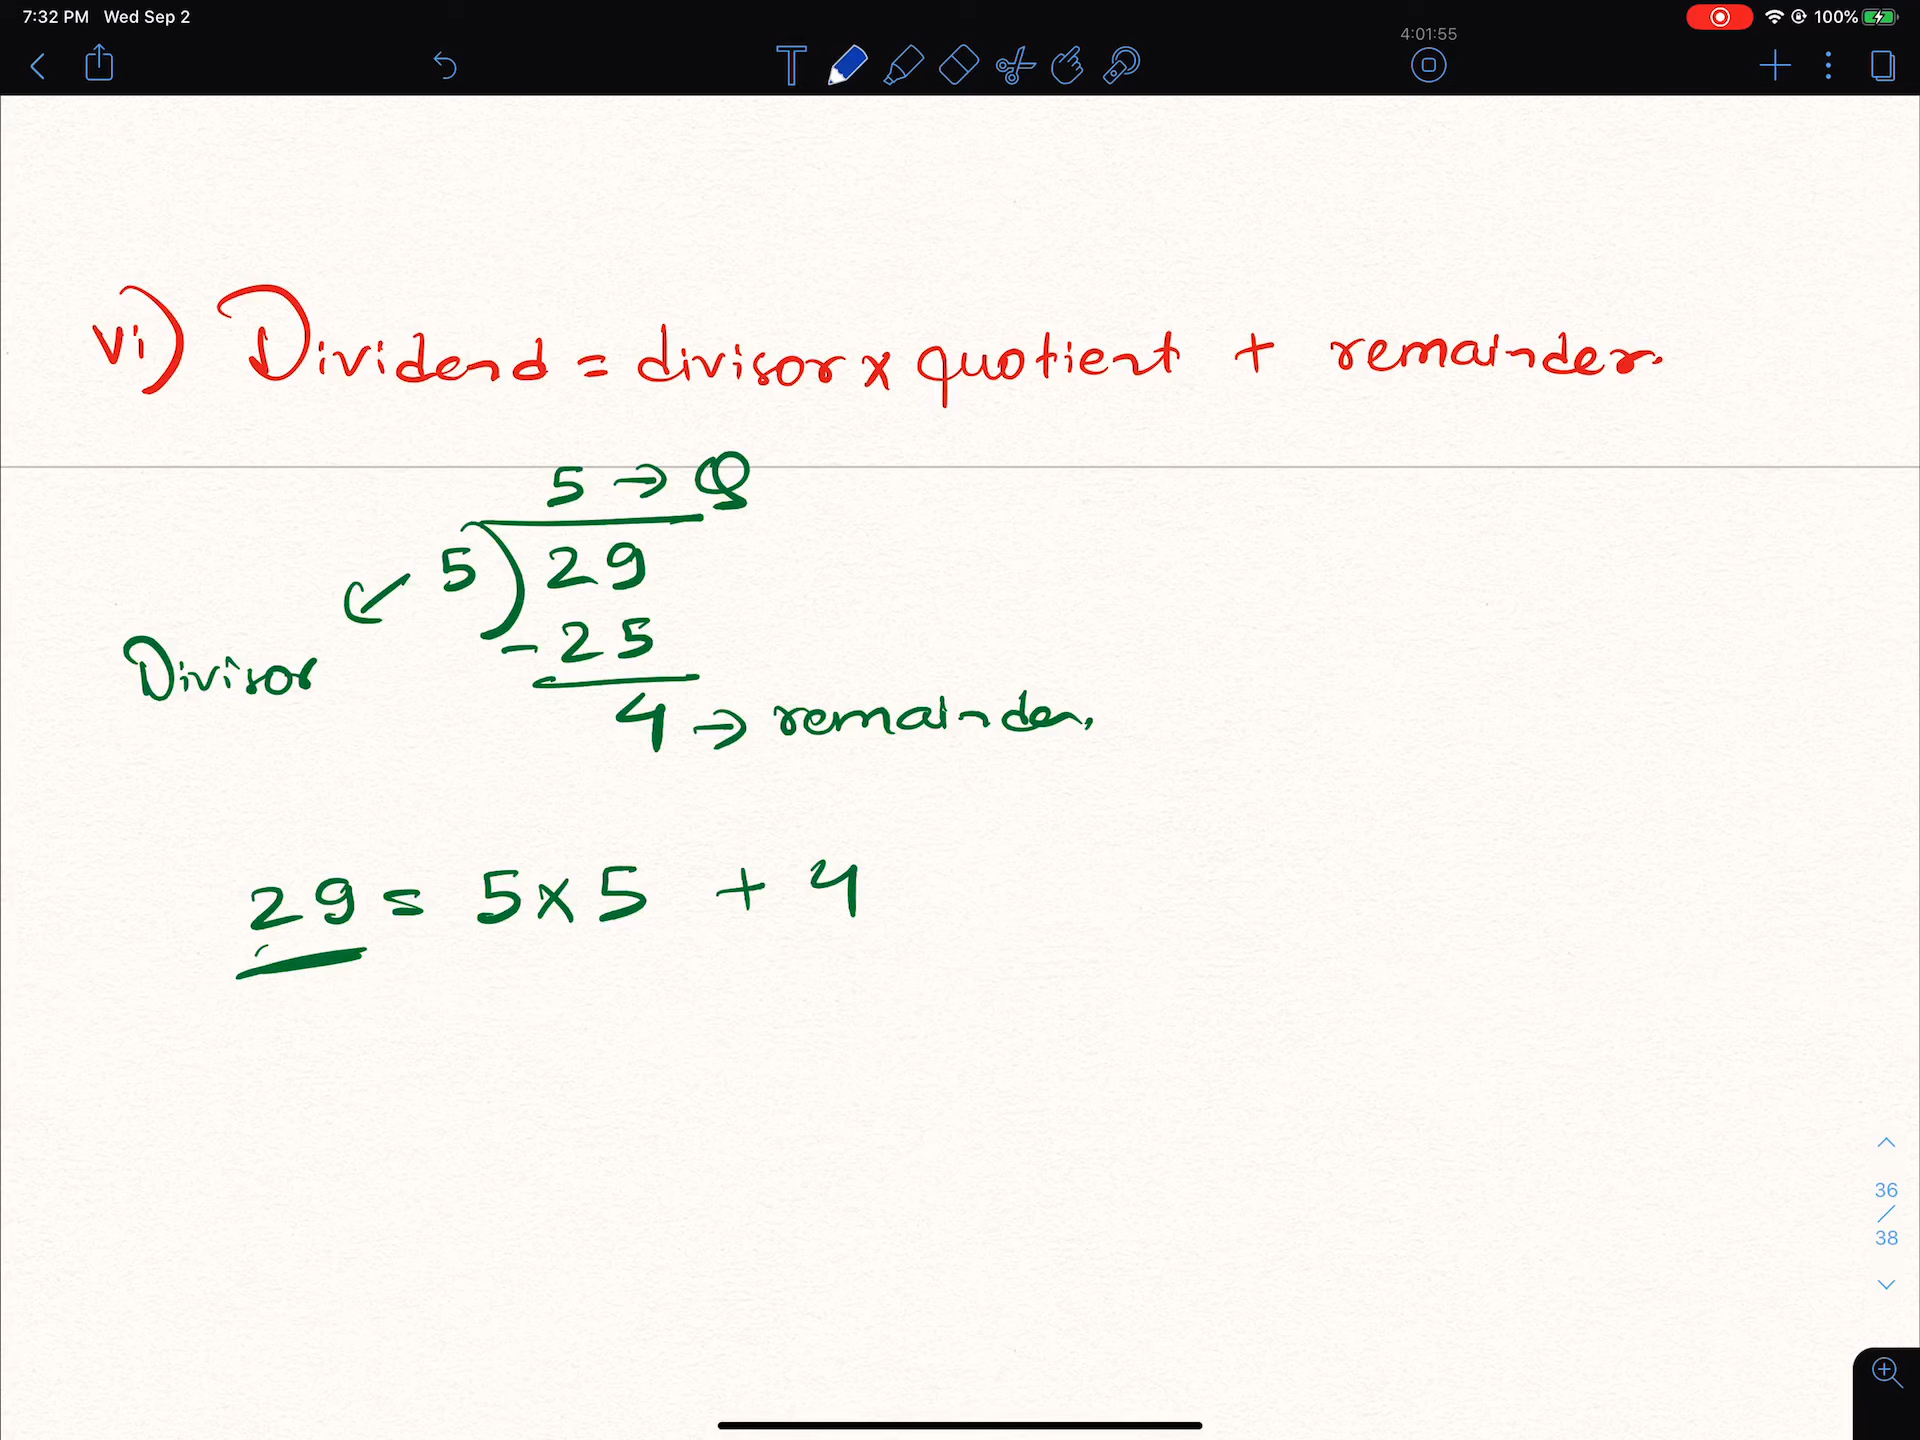 7:32 PM Wed Sep 2
100%
4:01:55
vi) Dividend = divisor x quotient + remainder.
5 → Q
5 ) 29
- 25
Divisor
4 → remainder,
29 = 5 x 5 + 4
36
/
38